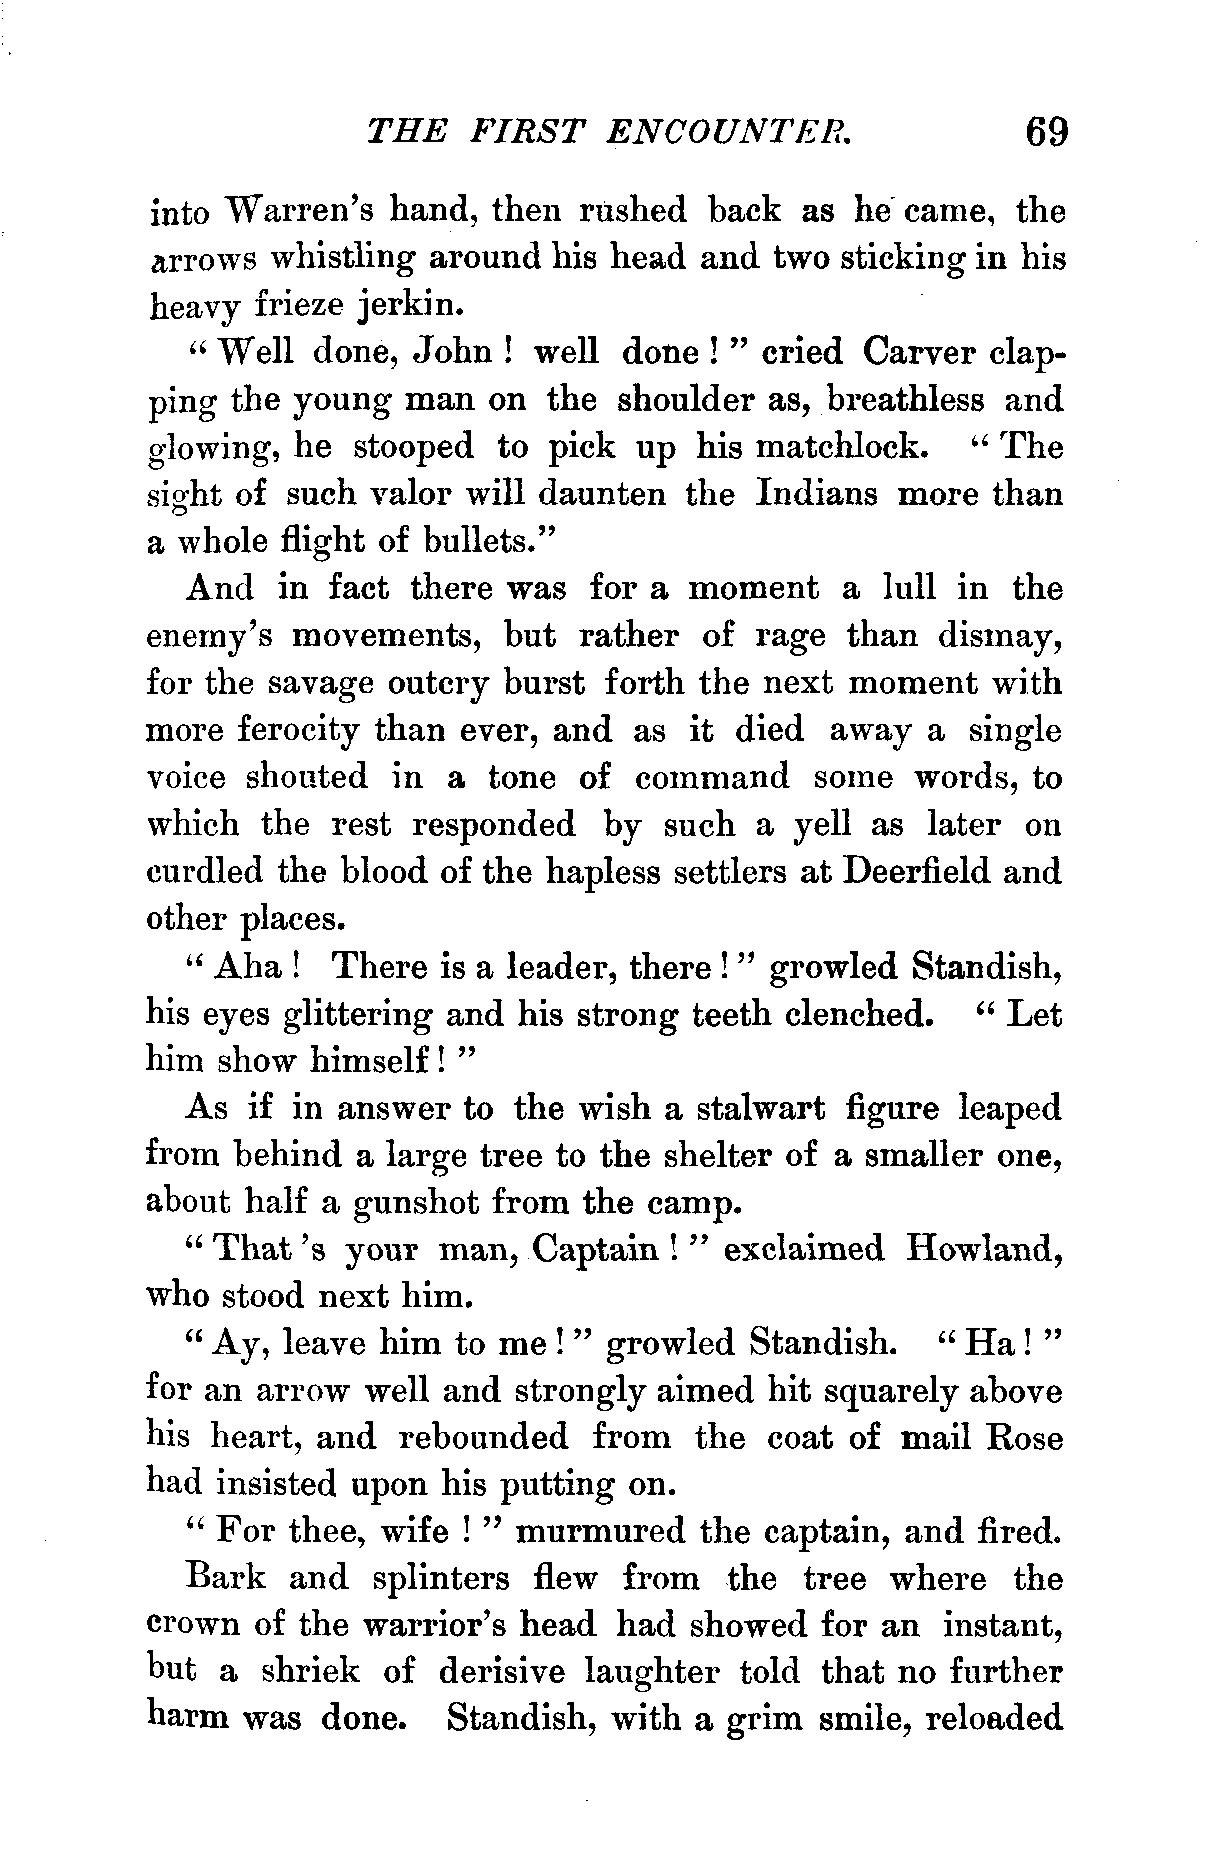 THE FIRST ENCOUNTER. 69
into Warren's hand, then rushed back as he came, the
arrows whistling around his head and two sticking in his
heavy frieze jerkin.
“ Well done, John ! well done ! ” cried Carver clap-
ping the young man on the shoulder as, breathless and
glowing, he stooped to pick up his matchlock. “ The
sight of such valor will daunten the Indians more than
a whole flight of bullets.”
And in fact there was for a moment a lull in the
enemy's movements, but rather of rage than dismay,
for the savage outcry burst forth the next moment with
more ferocity than ever, and as it died away a single
voice shouted in a tone of command some words, to
which the rest responded by such a yell as later on
curdled the blood of the hapless settlers at Deerfield and
other places.
“ Aha ! There is a leader, there ! ” growled Standish,
his eyes glittering and his strong teeth clenched. “ Let
him show himself ! ”
As if in answer to the wish a stalwart figure leaped
from behind a large tree to the shelter of a smaller one,
about half a gunshot from the camp.
“ That 's your man, Captain ! ” exclaimed Howland,
who stood next him.
“ Ay, leave him to me ! ” growled Standish. “ Ha ! ”
for an arrow well and strongly aimed hit squarely above
his heart, and rebounded from the coat of mail Rose
had insisted upon his putting on.
“ For thee, wife ! ” murmured the captain, and fired.
Bark and splinters flew from the tree where the
crown of the warrior's head had showed for an instant,
but a shriek of derisive laughter told that no further
harm was done. Standish, with a grim smile, reloaded